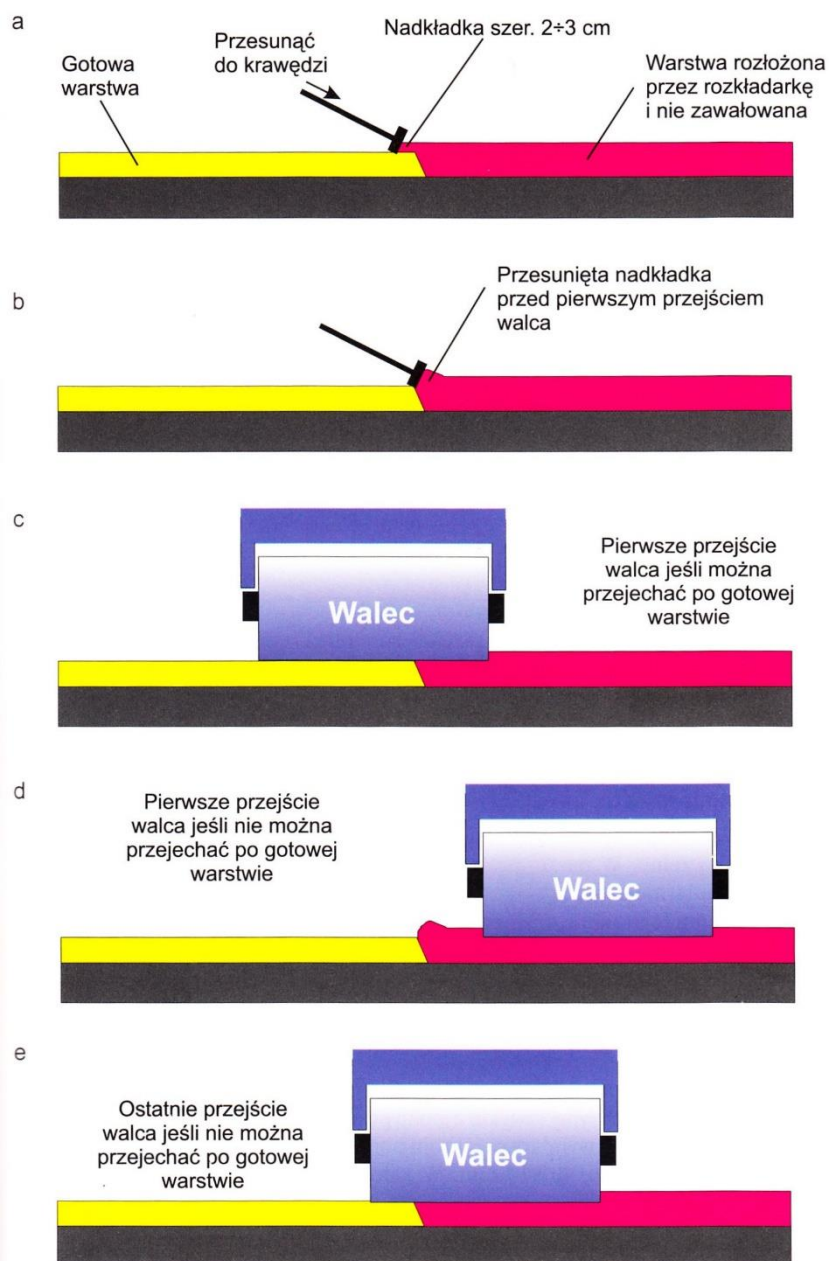 a
Przesunąć
do krawędzi
Nadkładka szer. 2÷3 cm
Gotowa
warstwa
Warstwa rozłożona
przez rozkładarkę
i nie zawałowana
b
Przesunięta nadkładka
przed pierwszym przejściem
walca
c
Walec
Pierwsze przejście
walca jeśli można
przejechać po gotowej
warstwie
d
Pierwsze przejście
walca jeśli nie można
przejechać po gotowej
warstwie
Walec
e
Ostatnie przejście
walca jeśli nie można
przejechać po gotowej
warstwie
Walec